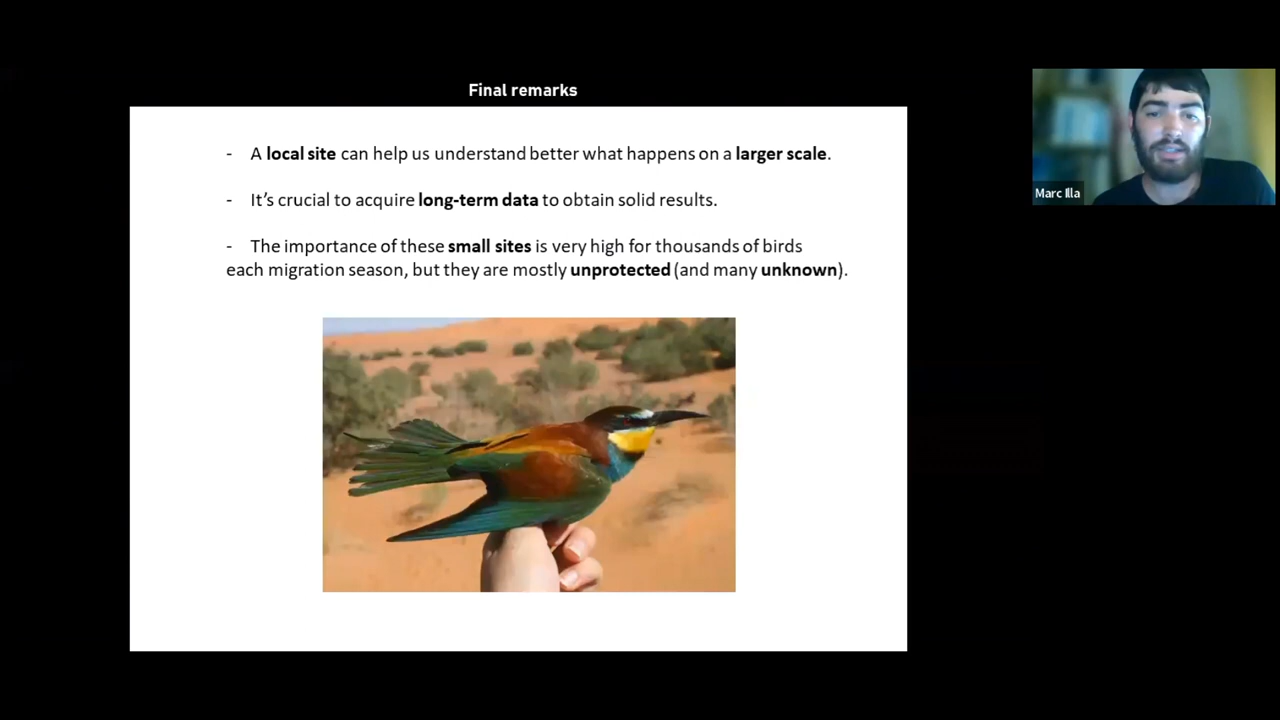 Final remarks
- A local site can help us understand better what happens on a larger scale.
- It’s crucial to acquire long-term data to obtain solid results.
- The importance of these small sites is very high for thousands of birds
each migration season, but they are mostly unprotected (and many unknown).
Marc Illa